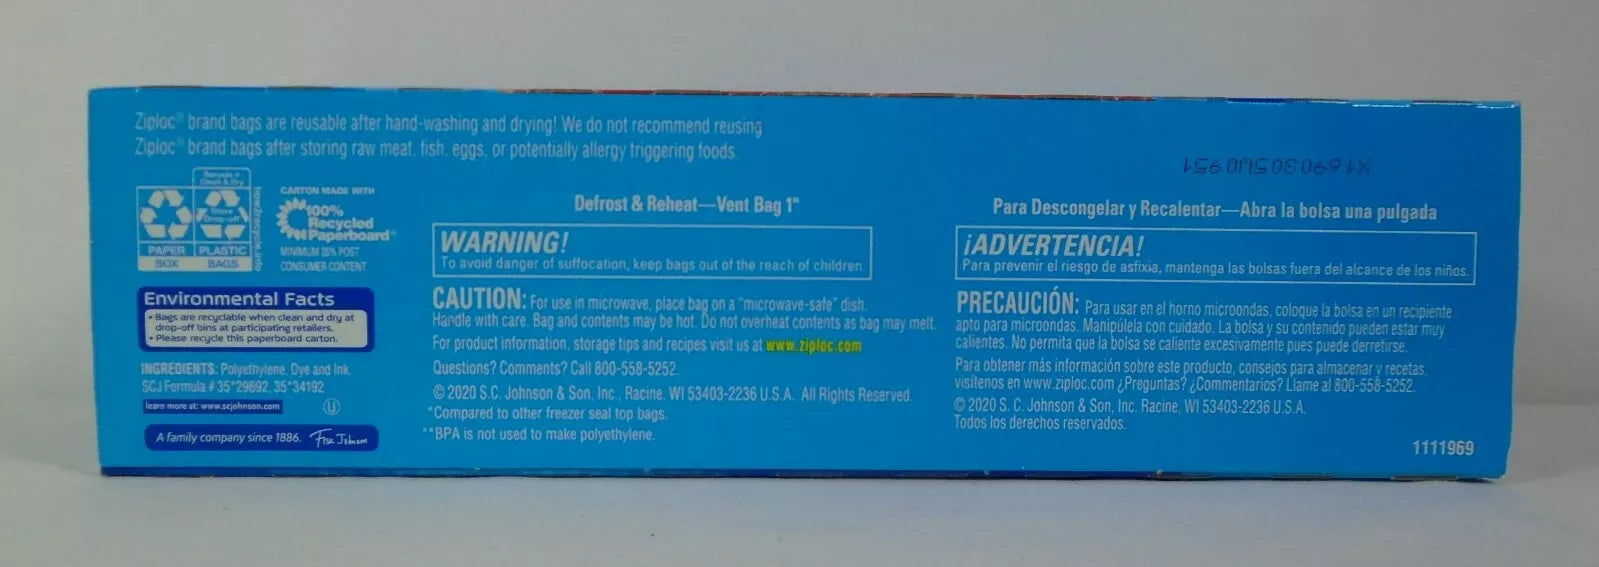 Ziploc® brand bags are reusable after hand-washing and drying! We do not recommend reusing
Ziploc® brand bags after storing raw meat, fish, eggs, or potentially allergy triggering foods.
Recycle if
Clean & Dry
Store
Drop-off
how2recycle.info
PAPER
BOX
PLASTIC
BAGS
CARTON MADE WITH
100%
Recycled
Paperboard
MINIMUM 35% POST
CONSUMER CONTENT
Environmental Facts
• Bags are recyclable when clean and dry at
drop-off bins at participating retailers.
• Please recycle this paperboard carton.
INGREDIENTS: Polyethylene, Dye and Ink.
SCJ Formula # 35*29692, 35*34192
learn more at: www.scjohnson.com
U
A family company since 1886. Fisk Johnson
Defrost & Reheat—Vent Bag 1"
WARNING!
To avoid danger of suffocation, keep bags out of the reach of children.
CAUTION: For use in microwave, place bag on a "microwave-safe" dish.
Handle with care. Bag and contents may be hot. Do not overheat contents as bag may melt.
For product information, storage tips and recipes visit us at www.ziploc.com
Questions? Comments? Call 800-558-5252.
© 2020 S.C. Johnson & Son, Inc., Racine, WI 53403-2236 U.S.A. All Rights Reserved.
*Compared to other freezer seal top bags.
**BPA is not used to make polyethylene.
Para Descongelar y Recalentar—Abra la bolsa una pulgada
¡ADVERTENCIA!
Para prevenir el riesgo de asfixia, mantenga las bolsas fuera del alcance de los niños.
PRECAUCIÓN: Para usar en el horno microondas, coloque la bolsa en un recipiente
apto para microondas. Manipúlela con cuidado. La bolsa y su contenido pueden estar muy
calientes. No permita que la bolsa se caliente excesivamente pues puede derretirse.
Para obtener más información sobre este producto, consejos para almacenar y recetas,
visítenos en www.ziploc.com ¿Preguntas? ¿Comentarios? Llame al 800-558-5252.
© 2020 S. C. Johnson & Son, Inc. Racine, WI 53403-2236 U.S.A.
Todos los derechos reservados.
1111969